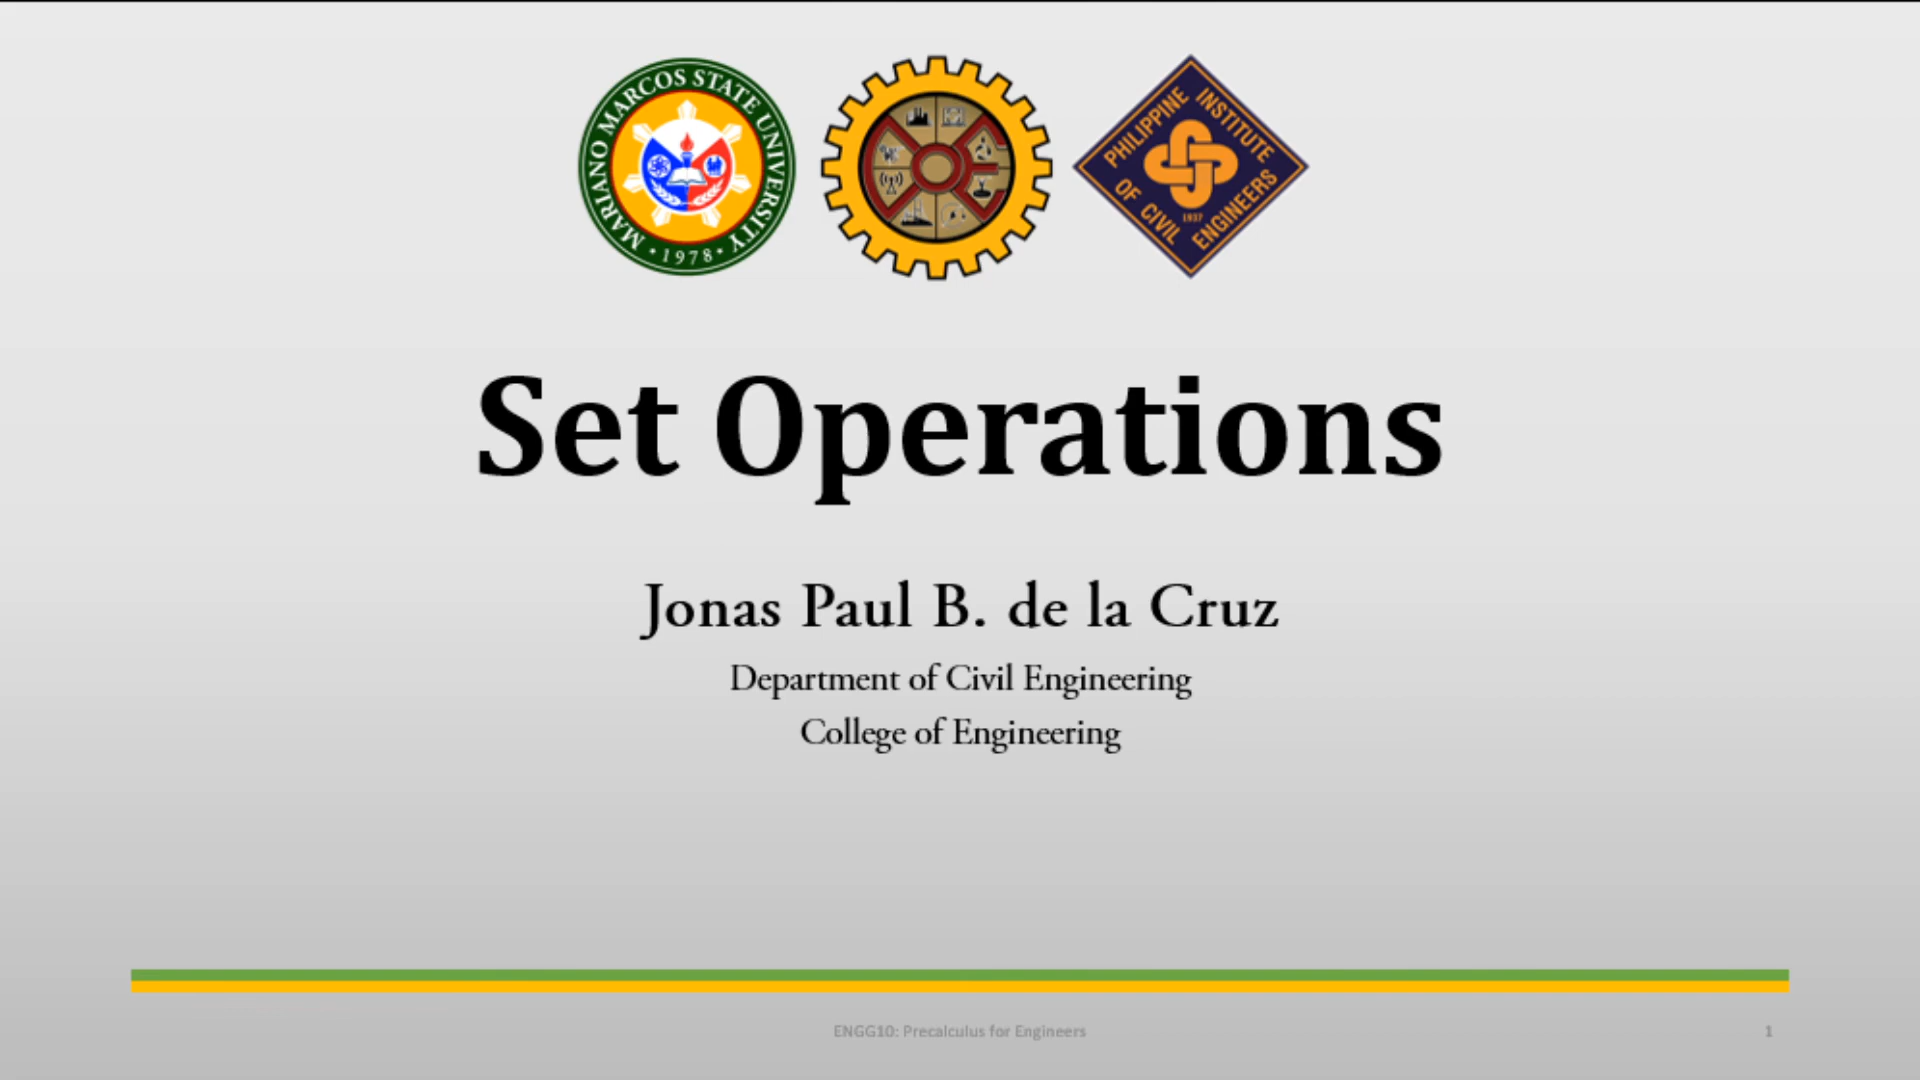 MARIANO MARCOS STATE UNIVERSITY
• 1978 •
PHILIPPINE INSTITUTE
OF CIVIL ENGINEERS
1937
Set Operations
Jonas Paul B. de la Cruz
Department of Civil Engineering
College of Engineering
ENGG10: Precalculus for Engineers
1